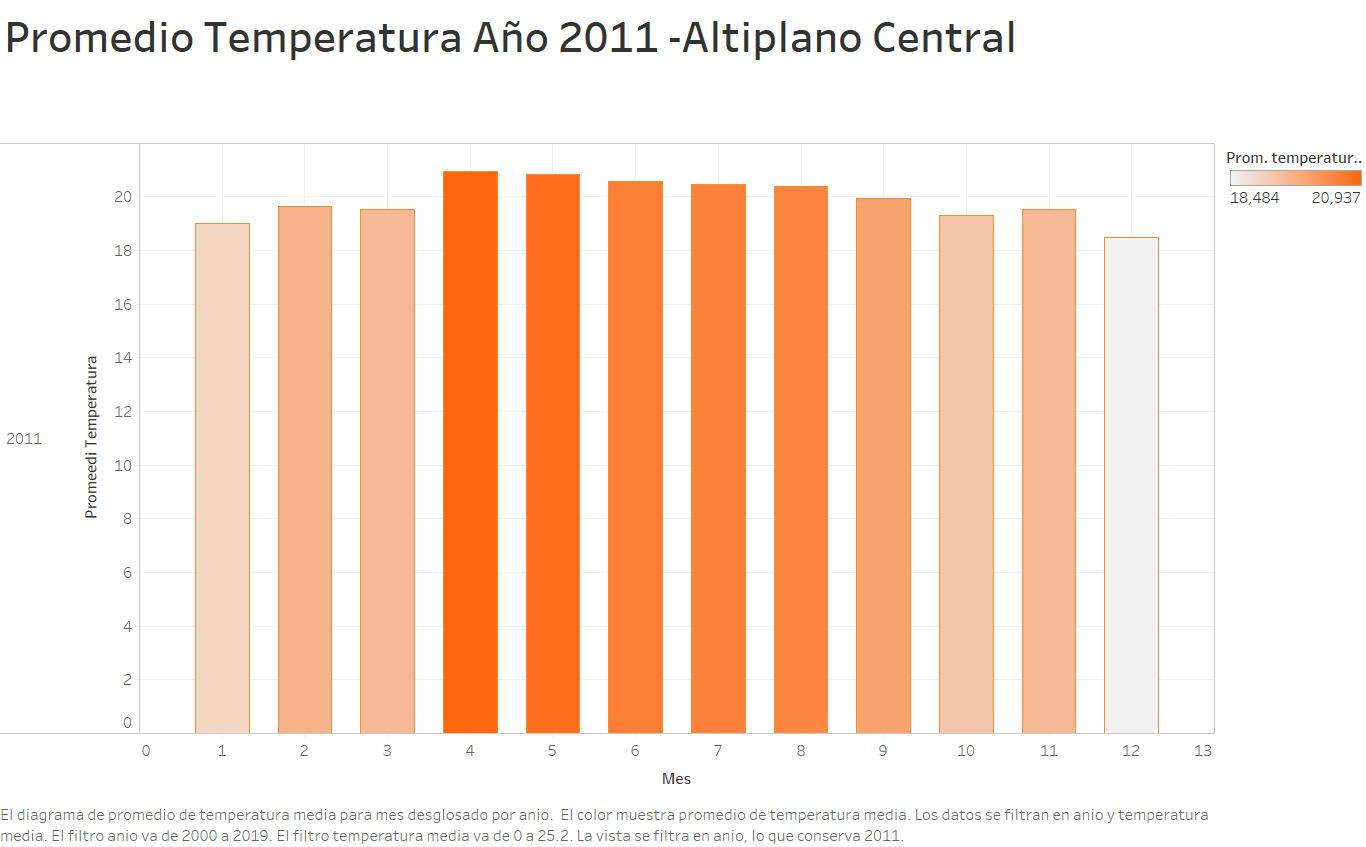 Promedio Temperatura Año 2011 -Altiplano Central
Prom. temperatur..
18,484 20,937
20
18
16
14
12
10
8
6
4
2
0
Promeedi Temperatura
2011
0 1 2 3 4 5 6 7 8 9 10 11 12 13
Mes
El diagrama de promedio de temperatura media para mes desglosado por anio.  El color muestra promedio de temperatura media. Los datos se filtran en anio y temperatura
media. El filtro anio va de 2000 a 2019. El filtro temperatura media va de 0 a 25.2. La vista se filtra en anio, lo que conserva 2011.